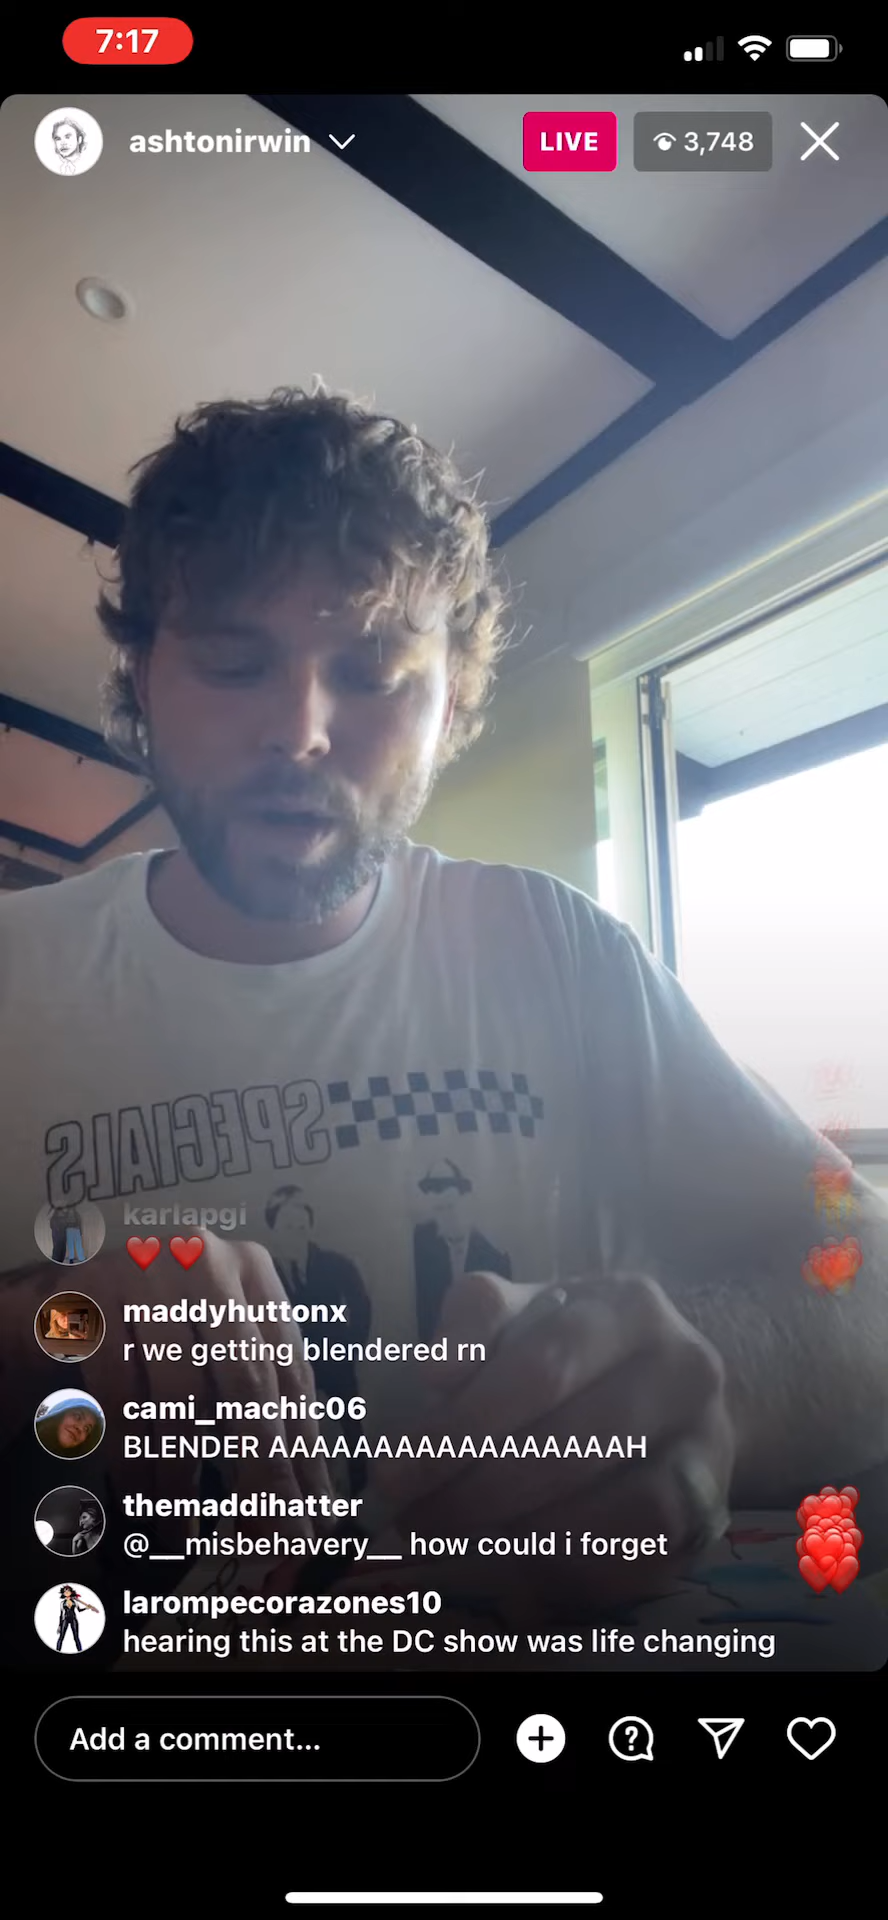 7:17
ashtonirwin
LIVE
3,748
SPECIALS
karlapgi
❤️ ❤️
maddyhuttonx
r we getting blendered rn
cami_machic06
BLENDER AAAAAAAAAAAAAAAAAH
themaddihatter
@__misbehavery__ how could i forget
larompecorazones10
hearing this at the DC show was life changing
Add a comment...